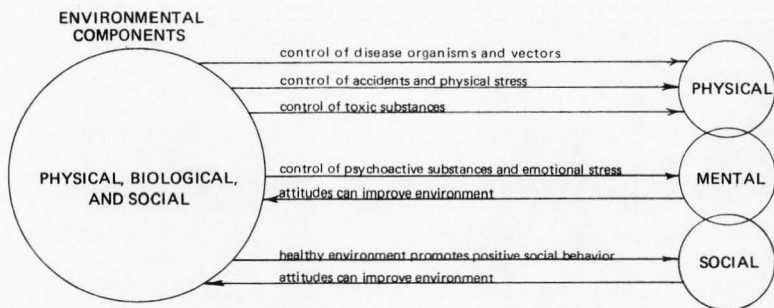 ENVIRONMENTAL
COMPONENTS
control of disease organisms and vectors
control of accidents and physical stress
control of toxic substances
PHYSICAL
PHYSICAL, BIOLOGICAL,
AND SOCIAL
control of psychoactive substances and emotional stress
attitudes can improve environment
MENTAL
healthy environment promotes positive social behavior
attitudes can improve environment
SOCIAL